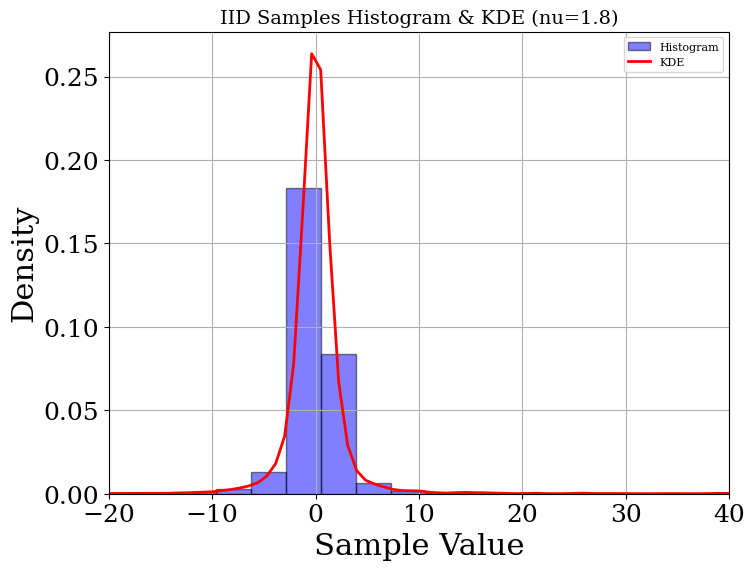 IID Samples Histogram & KDE (nu=1.8)
Histogram
KDE
Density
0.25
0.20
0.15
0.10
0.05
0.00
−20 −10 0 10 20 30 40
Sample Value